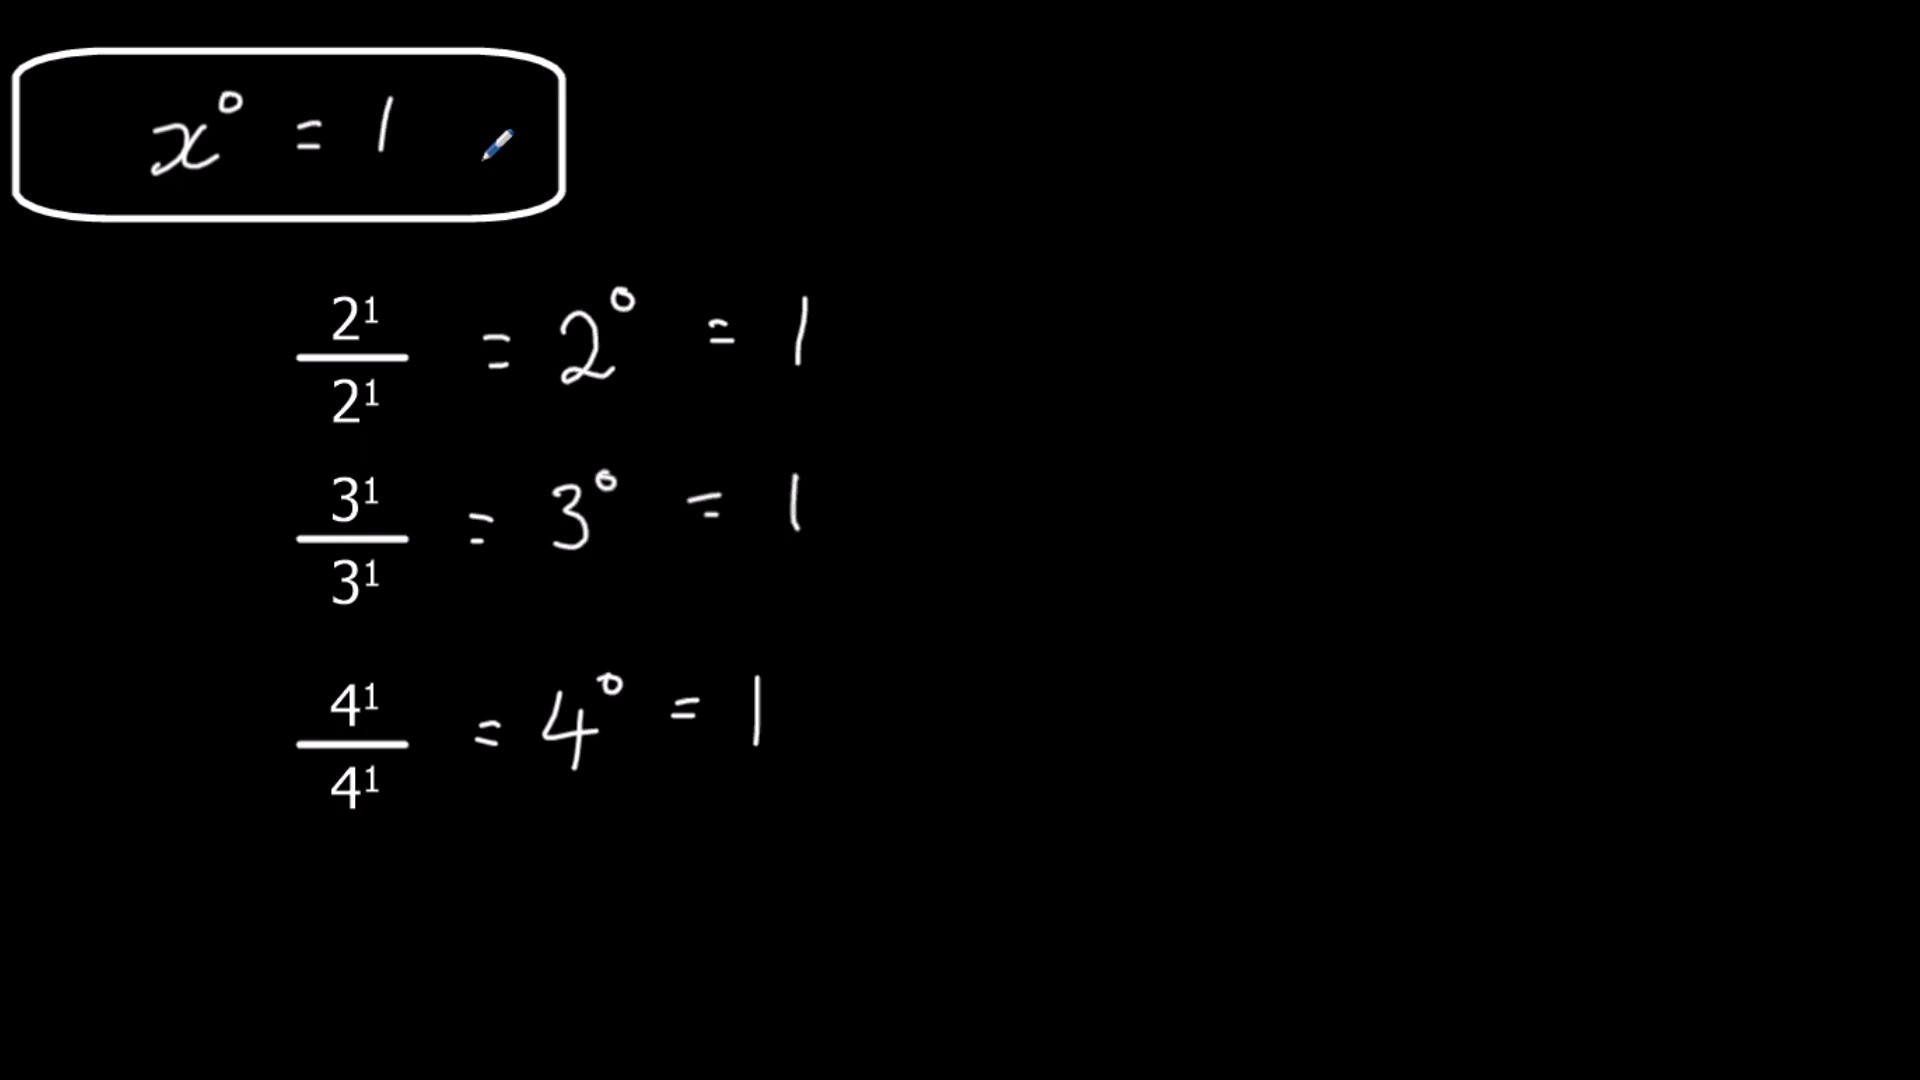 x⁰ = 1
2¹/2¹ = 2⁰ = 1
3¹/3¹ = 3⁰ = 1
4¹/4¹ = 4⁰ = 1